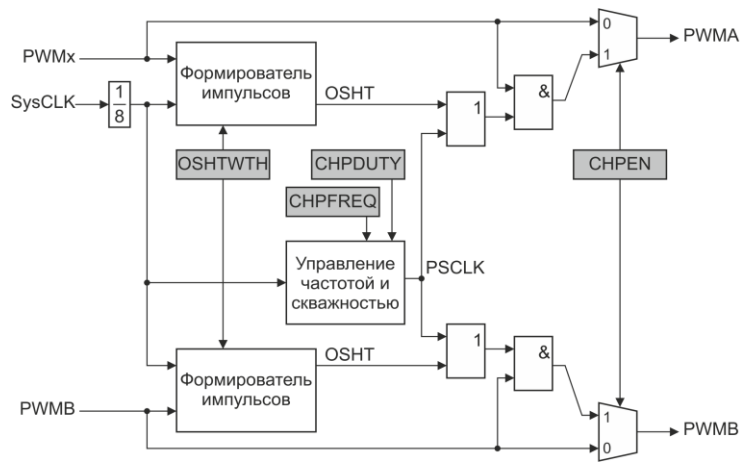 0
PWMA
PWMx
1
Формирователь
импульсов
OSHT
&
SysCLK
1
8
1
OSHTWTH
CHPDUTY
CHPEN
CHPFREQ
Управление
частотой и
скважностью
PSCLK
1
OSHT
&
Формирователь
импульсов
PWMB
1
PWMB
0